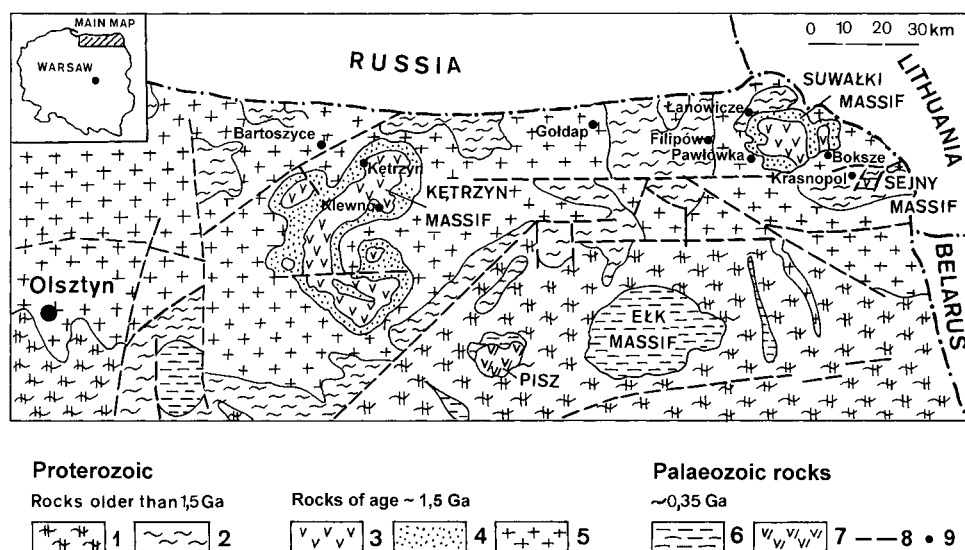 MAIN MAP
WARSAW
RUSSIA
0 10 20 30 km
LITHUANIA
SUWAŁKI
MASSIF
Łanowicze
Bartoszyce
Gołdap
Filipów
Pawłówka
Boksze
Krasnopol
SEJNY
MASSIF
Kętrzyn
KĘTRZYN
MASSIF
Klewno
BELARUS
Olsztyn
EŁK
MASSIF
PISZ
Proterozoic
Palaeozoic rocks
Rocks older than 1,5 Ga
Rocks of age ~ 1,5 Ga
~0,35 Ga
1 2 3 4 5 6 7 8 9